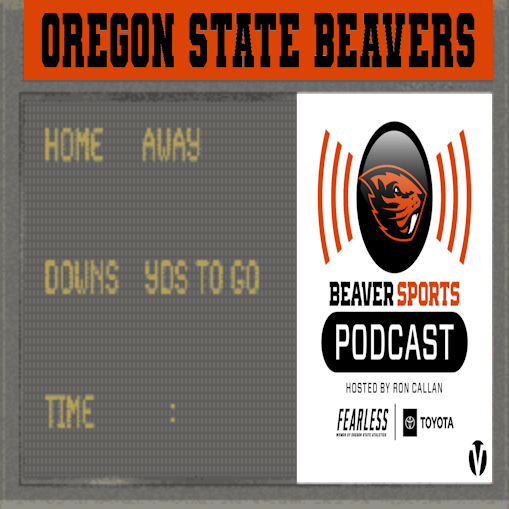 OREGON STATE BEAVERS
HOME AWAY
DOWNS YDS TO GO
TIME :
BEAVER SPORTS
PODCAST
HOSTED BY RON CALLAN
FEARLESS
WOMEN OF OREGON STATE ATHLETICS
TOYOTA